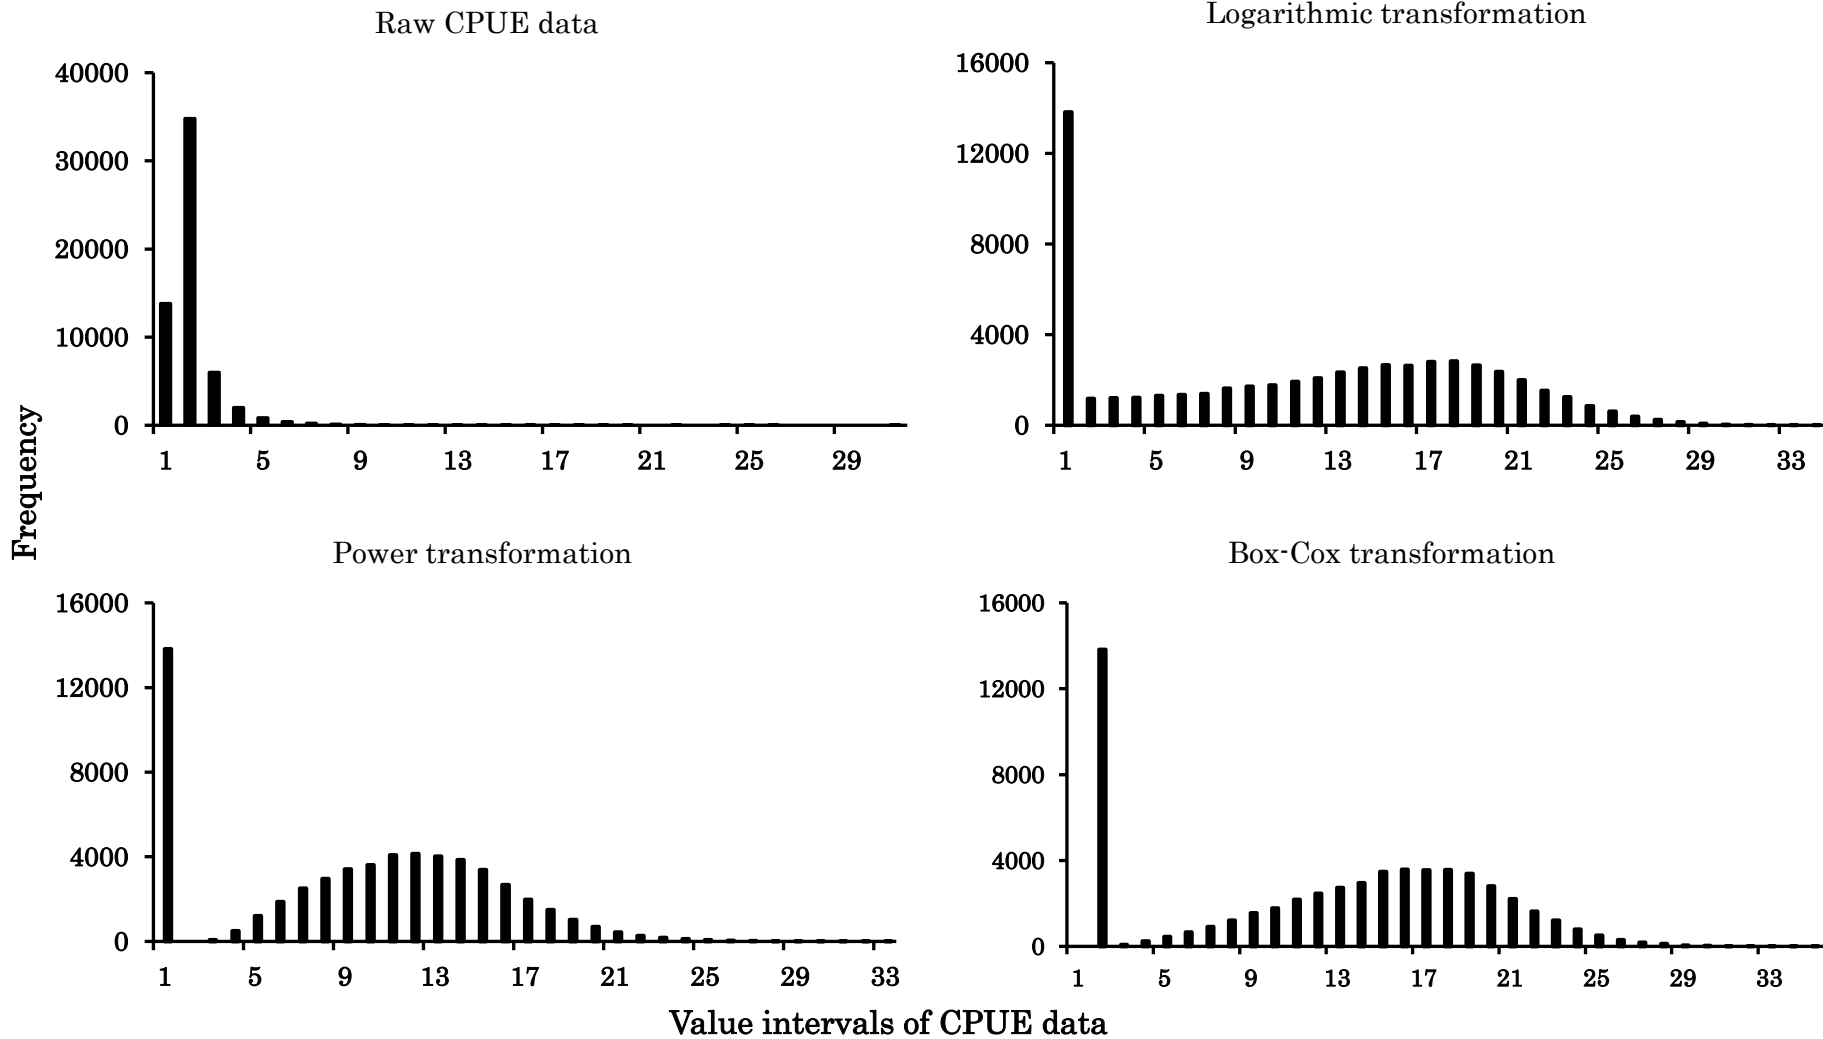 Raw CPUE data
40000
30000
20000
10000
0
1 5 9 13 17 21 25 29
Logarithmic transformation
16000
12000
8000
4000
0
1 5 9 13 17 21 25 29 33
Frequency
Power transformation
16000
12000
8000
4000
0
1 5 9 13 17 21 25 29 33
Box-Cox transformation
16000
12000
8000
4000
0
1 5 9 13 17 21 25 29 33
Value intervals of CPUE data